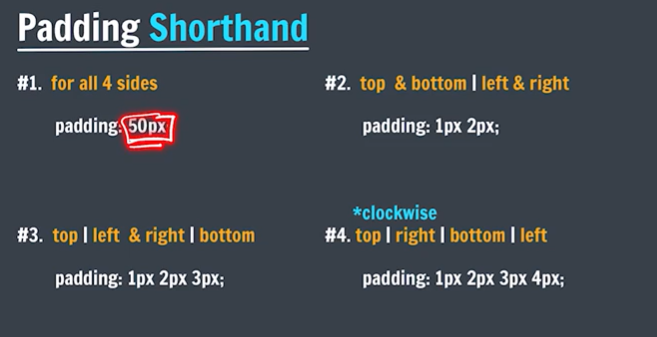 Padding Shorthand
#1. for all 4 sides
padding: 50px
#2. top & bottom | left & right
padding: 1px 2px;
#3. top | left & right | bottom
padding: 1px 2px 3px;
*clockwise
#4. top | right | bottom | left
padding: 1px 2px 3px 4px;